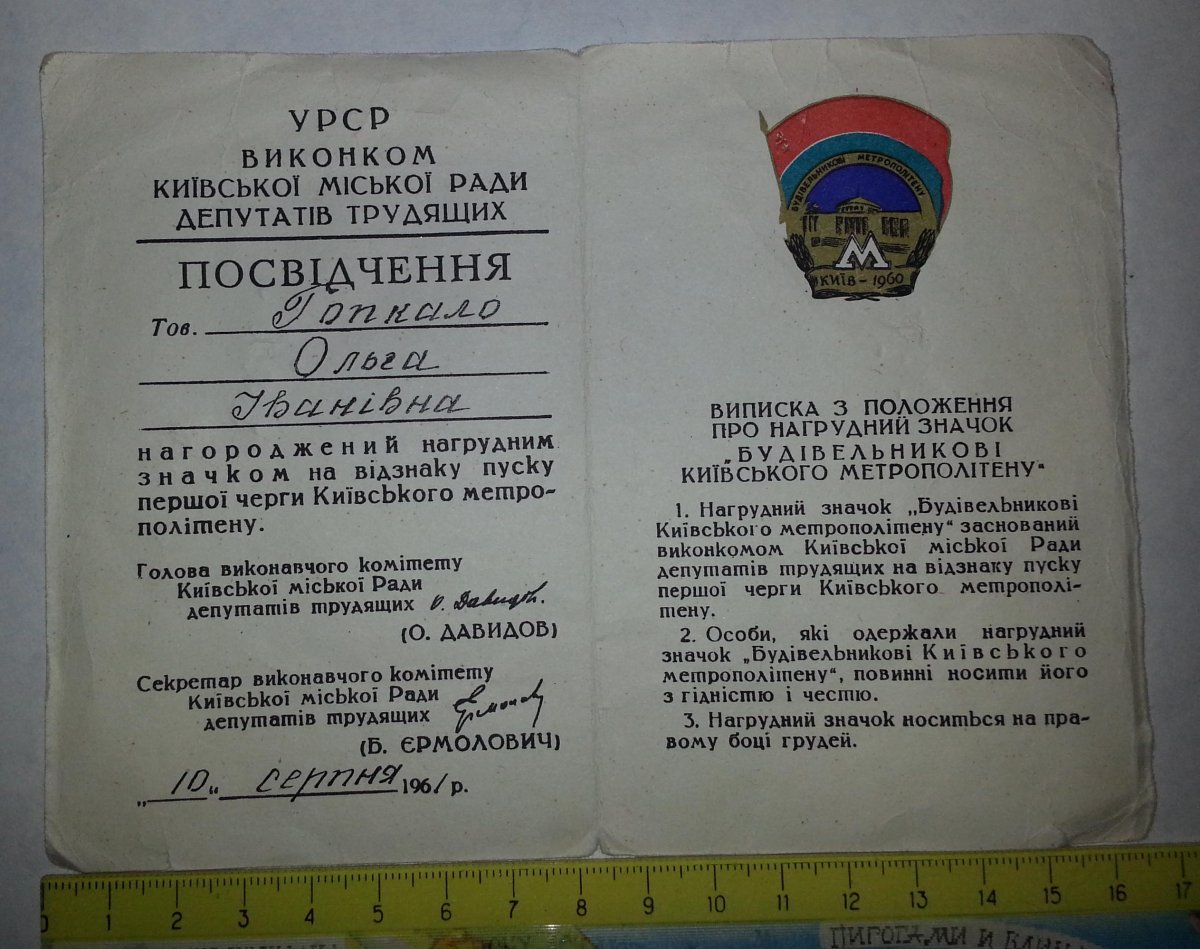 УРСР
ВИКОНКОМ
КИЇВСЬКОЇ МІСЬКОЇ РАДИ
ДЕПУТАТІВ ТРУДЯЩИХ
ПОСВІДЧЕННЯ
Тов. Гопкало
Ольга
Іванівна
нагороджений нагрудним
значком на відзнаку пуску
першої черги Київського метро-
політену.
Голова виконавчого комітету
Київської міської Ради
депутатів трудящих О. Давидов.
(О. ДАВИДОВ)
Секретар виконавчого комітету
Київської міської Ради
депутатів трудящих Єрмолов
(Б. ЄРМОЛОВИЧ)
„10“ серпня 1961 р.
БУДІВЕЛЬНИКОВІ МЕТРОПОЛІТЕНУ
М
КИЇВ - 1960
ВИПИСКА З ПОЛОЖЕННЯ
ПРО НАГРУДНИЙ ЗНАЧОК
„БУДІВЕЛЬНИКОВІ
КИЇВСЬКОГО МЕТРОПОЛІТЕНУ“
1. Нагрудний значок „Будівельникові
Київського метрополітену“ заснований
виконкомом Київської міської Ради
депутатів трудящих на відзнаку пуску
першої черги Київського метрополі-
тену.
2. Особи, які одержали нагрудний
значок „Будівельникові Київського
метрополітену“, повинні носити його
з гідністю і честю.
3. Нагрудний значок носиться на пра-
вому боці грудей.
0 1 2 3 4 5 6 7 8 9 10 11 12 13 14 15 16 17
ПИРОГАМИ И